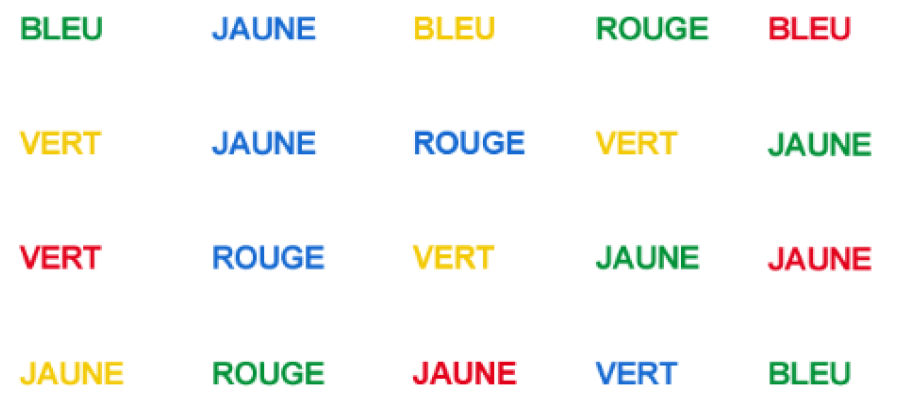 BLEU JAUNE BLEU ROUGE BLEU
VERT JAUNE ROUGE VERT JAUNE
VERT ROUGE VERT JAUNE JAUNE
JAUNE ROUGE JAUNE VERT BLEU